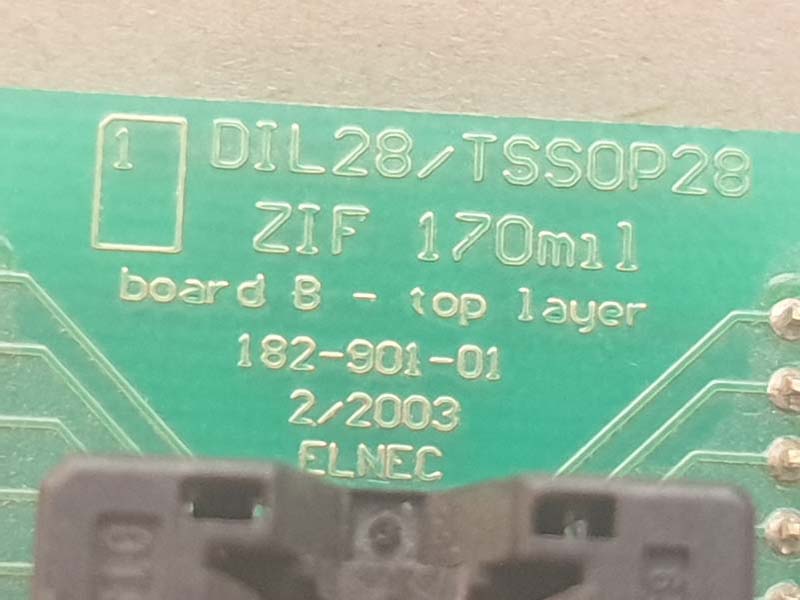 1
DIL28/TSSOP28
ZIF 170mil
board B - top layer
182-901-01
2/2003
ELNEC